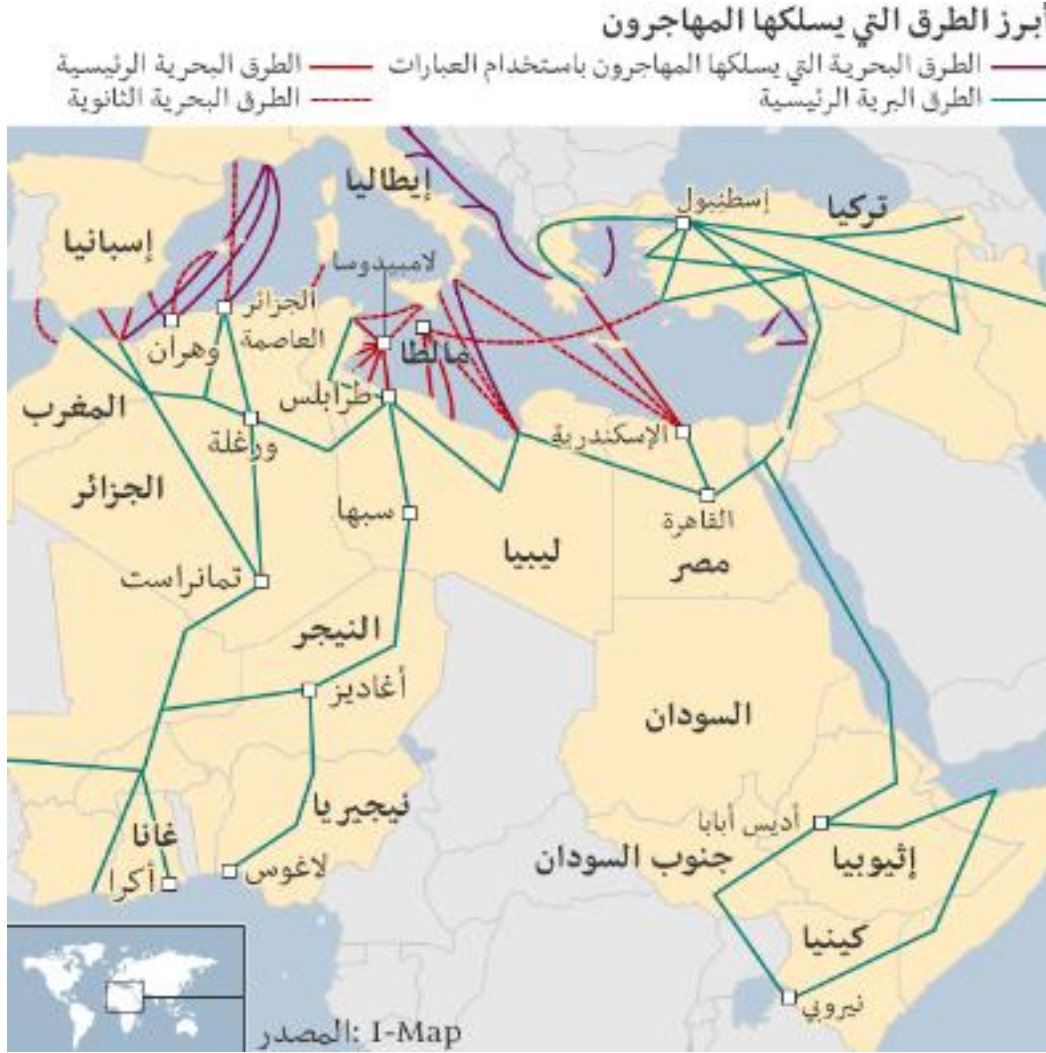 أبرز الطرق التي يسلكها المهاجرون
الطرق البحرية التي يسلكها المهاجرون باستخدام العبارات
الطرق البحرية الرئيسية
الطرق البرية الرئيسية
الطرق البحرية الثانوية
إيطاليا
إسطنبول
تركيا
إسبانيا
لامبيدوسا
الجزائر
العاصمة
وهران
مالطا
المغرب
طرابلس
ورغلة
الإسكندرية
الجزائر
سبها
القاهرة
ليبيا
مصر
تمانراست
النيجر
أغاديز
السودان
نيجيريا
غانا
أديس أبابا
جنوب السودان
إثيوبيا
لاغوس
أكرا
كينيا
نيروبي
المصدر: I-Map